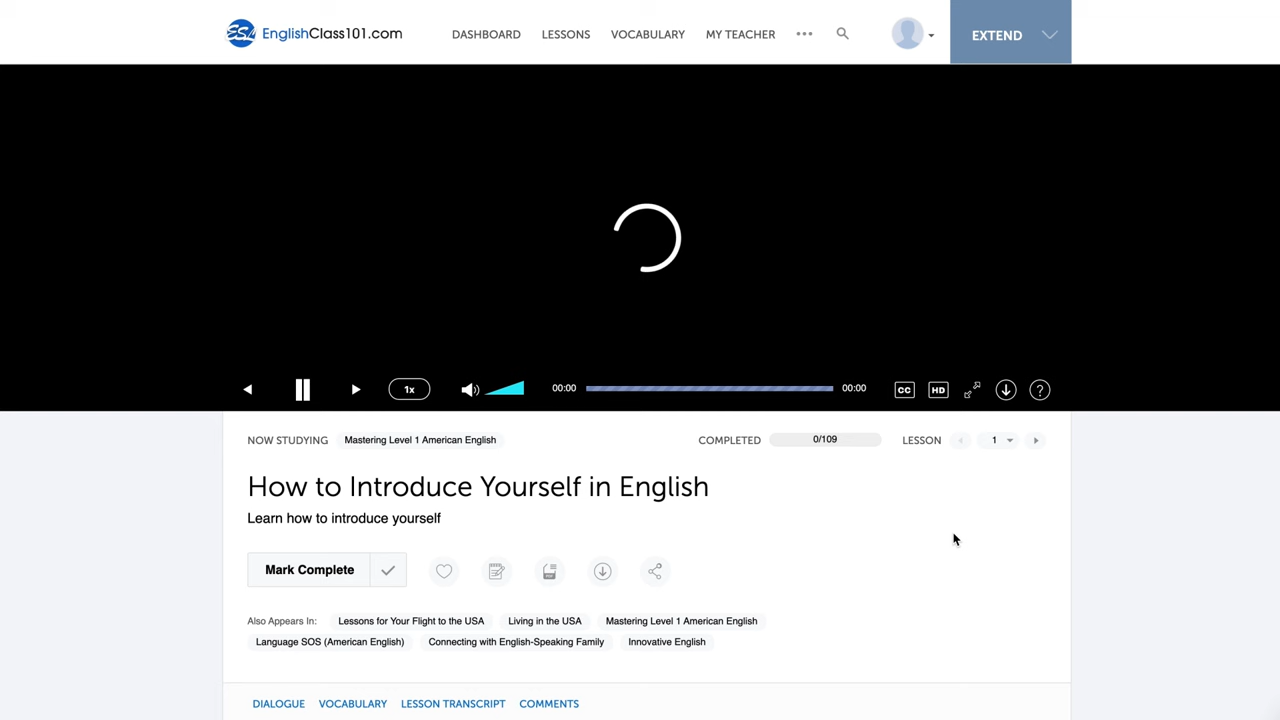 EnglishClass101.com DASHBOARD LESSONS VOCABULARY MY TEACHER EXTEND
1x 00:00 00:00 CC HD ?
NOW STUDYING Mastering Level 1 American English COMPLETED 0/109 LESSON 1
How to Introduce Yourself in English
Learn how to introduce yourself
Mark Complete
Also Appears In: Lessons for Your Flight to the USA Living in the USA Mastering Level 1 American English
Language SOS (American English) Connecting with English-Speaking Family Innovative English
DIALOGUE VOCABULARY LESSON TRANSCRIPT COMMENTS